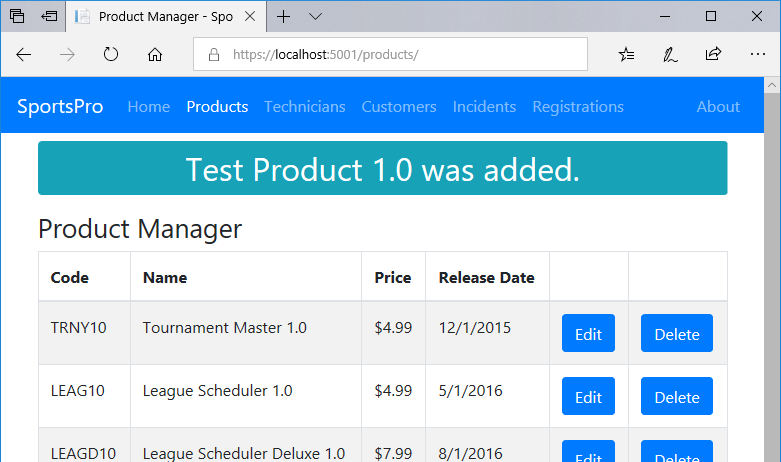 Product Manager - Spo
https://localhost:5001/products/
SportsPro Home Products Technicians Customers Incidents Registrations About
Test Product 1.0 was added.
Product Manager
Code Name Price Release Date
TRNY10 Tournament Master 1.0 $4.99 12/1/2015 Edit Delete
LEAG10 League Scheduler 1.0 $4.99 5/1/2016 Edit Delete
LEAGD10 League Scheduler Deluxe 1.0 $7.99 8/1/2016 Edit Delete